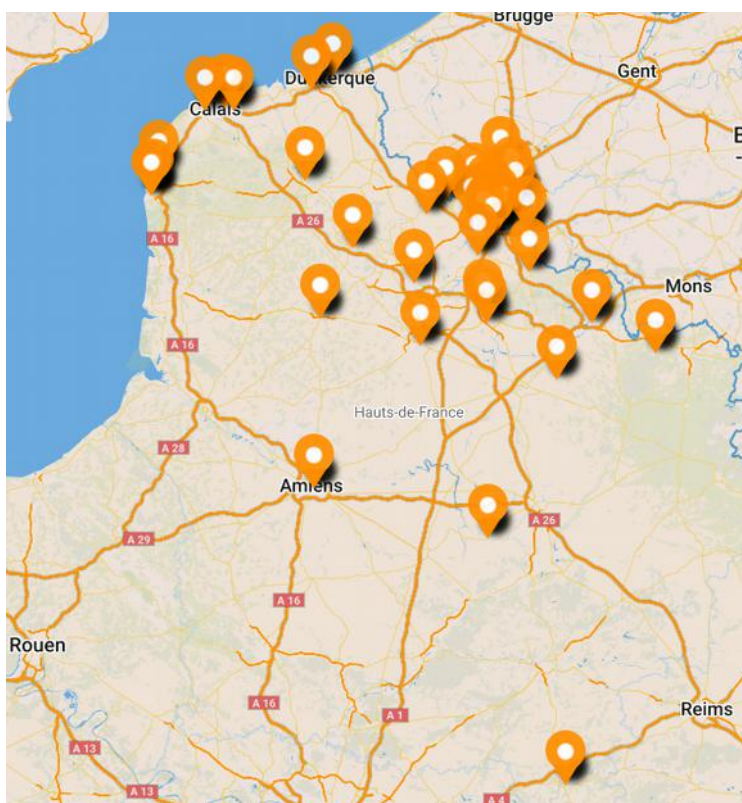 Brugge
Gent
Calais
A 26
A 16
Mons
A 16
Hauts-de-France
A 28
Amiens
A 26
A 29
A 16
Rouen
A 16
A 1
Reims
A 13
A 13
A 4